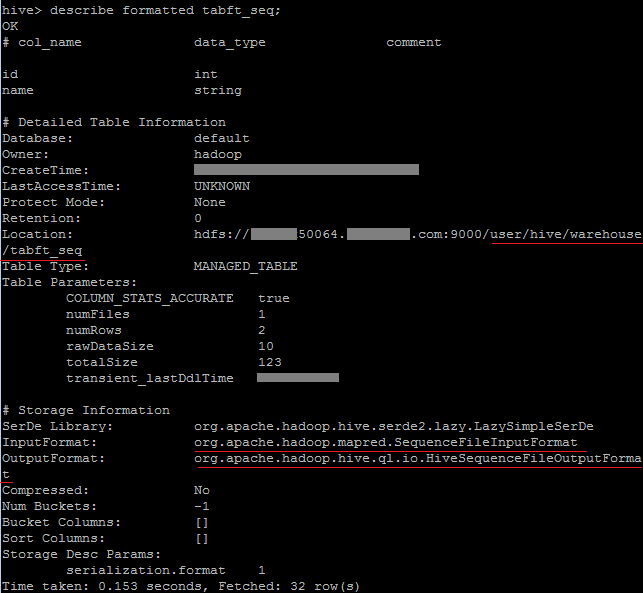 hive> describe formatted tabft_seq;
OK
# col_name                data_type               comment
id                        int
name                      string
# Detailed Table Information
Database:                 default
Owner:                    hadoop
CreateTime:
LastAccessTime:           UNKNOWN
Protect Mode:             None
Retention:                0
Location:                 hdfs:// 50064. .com:9000/user/hive/warehouse
/tabft_seq
Table Type:               MANAGED_TABLE
Table Parameters:
        COLUMN_STATS_ACCURATE   true
        numFiles                1
        numRows                 2
        rawDataSize             10
        totalSize               123
        transient_lastDdlTime
# Storage Information
SerDe Library:            org.apache.hadoop.hive.serde2.lazy.LazySimpleSerDe
InputFormat:              org.apache.hadoop.mapred.SequenceFileInputFormat
OutputFormat:             org.apache.hadoop.hive.ql.io.HiveSequenceFileOutputForma
t
Compressed:               No
Num Buckets:              -1
Bucket Columns:           []
Sort Columns:             []
Storage Desc Params:
        serialization.format    1
Time taken: 0.153 seconds, Fetched: 32 row(s)